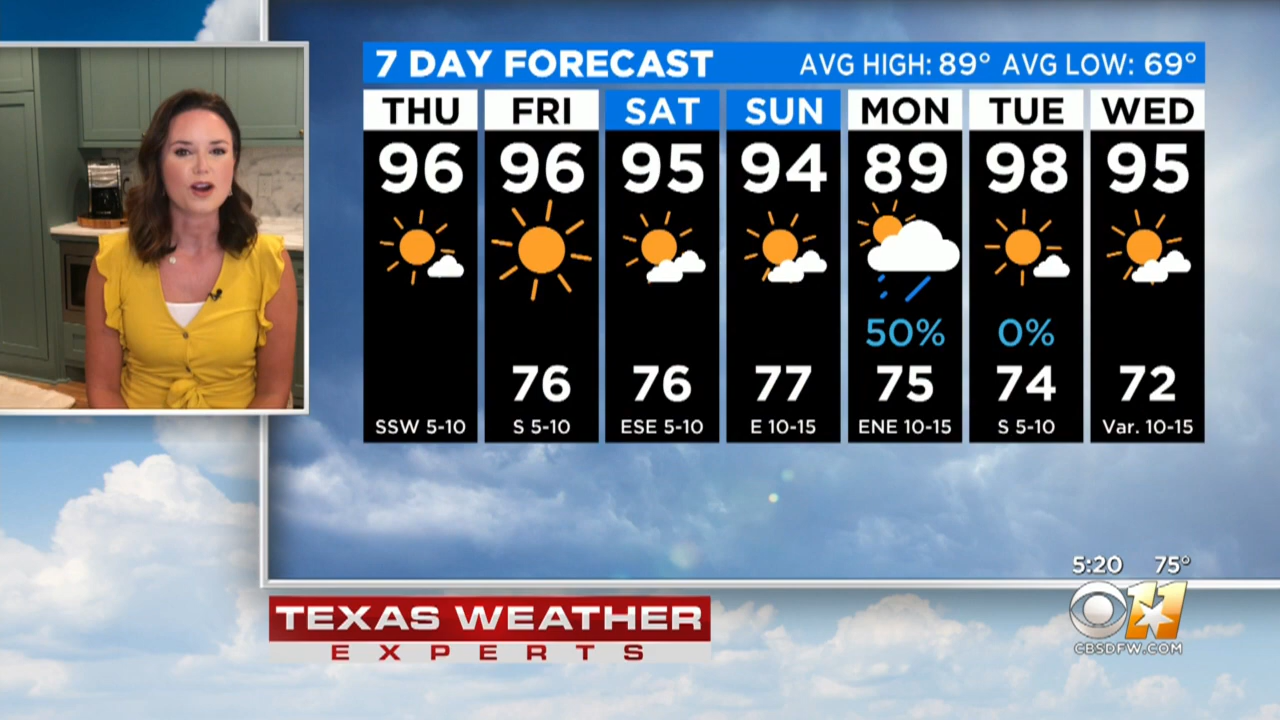 7 DAY FORECAST AVG HIGH: 89° AVG LOW: 69°
THU FRI SAT SUN MON TUE WED
96 96 95 94 89 98 95
50% 0%
76 76 77 75 74 72
SSW 5-10 S 5-10 ESE 5-10 E 10-15 ENE 10-15 S 5-10 Var. 10-15
5:20 75°
11
TEXAS WEATHER
EXPERTS
CBSDFW.COM